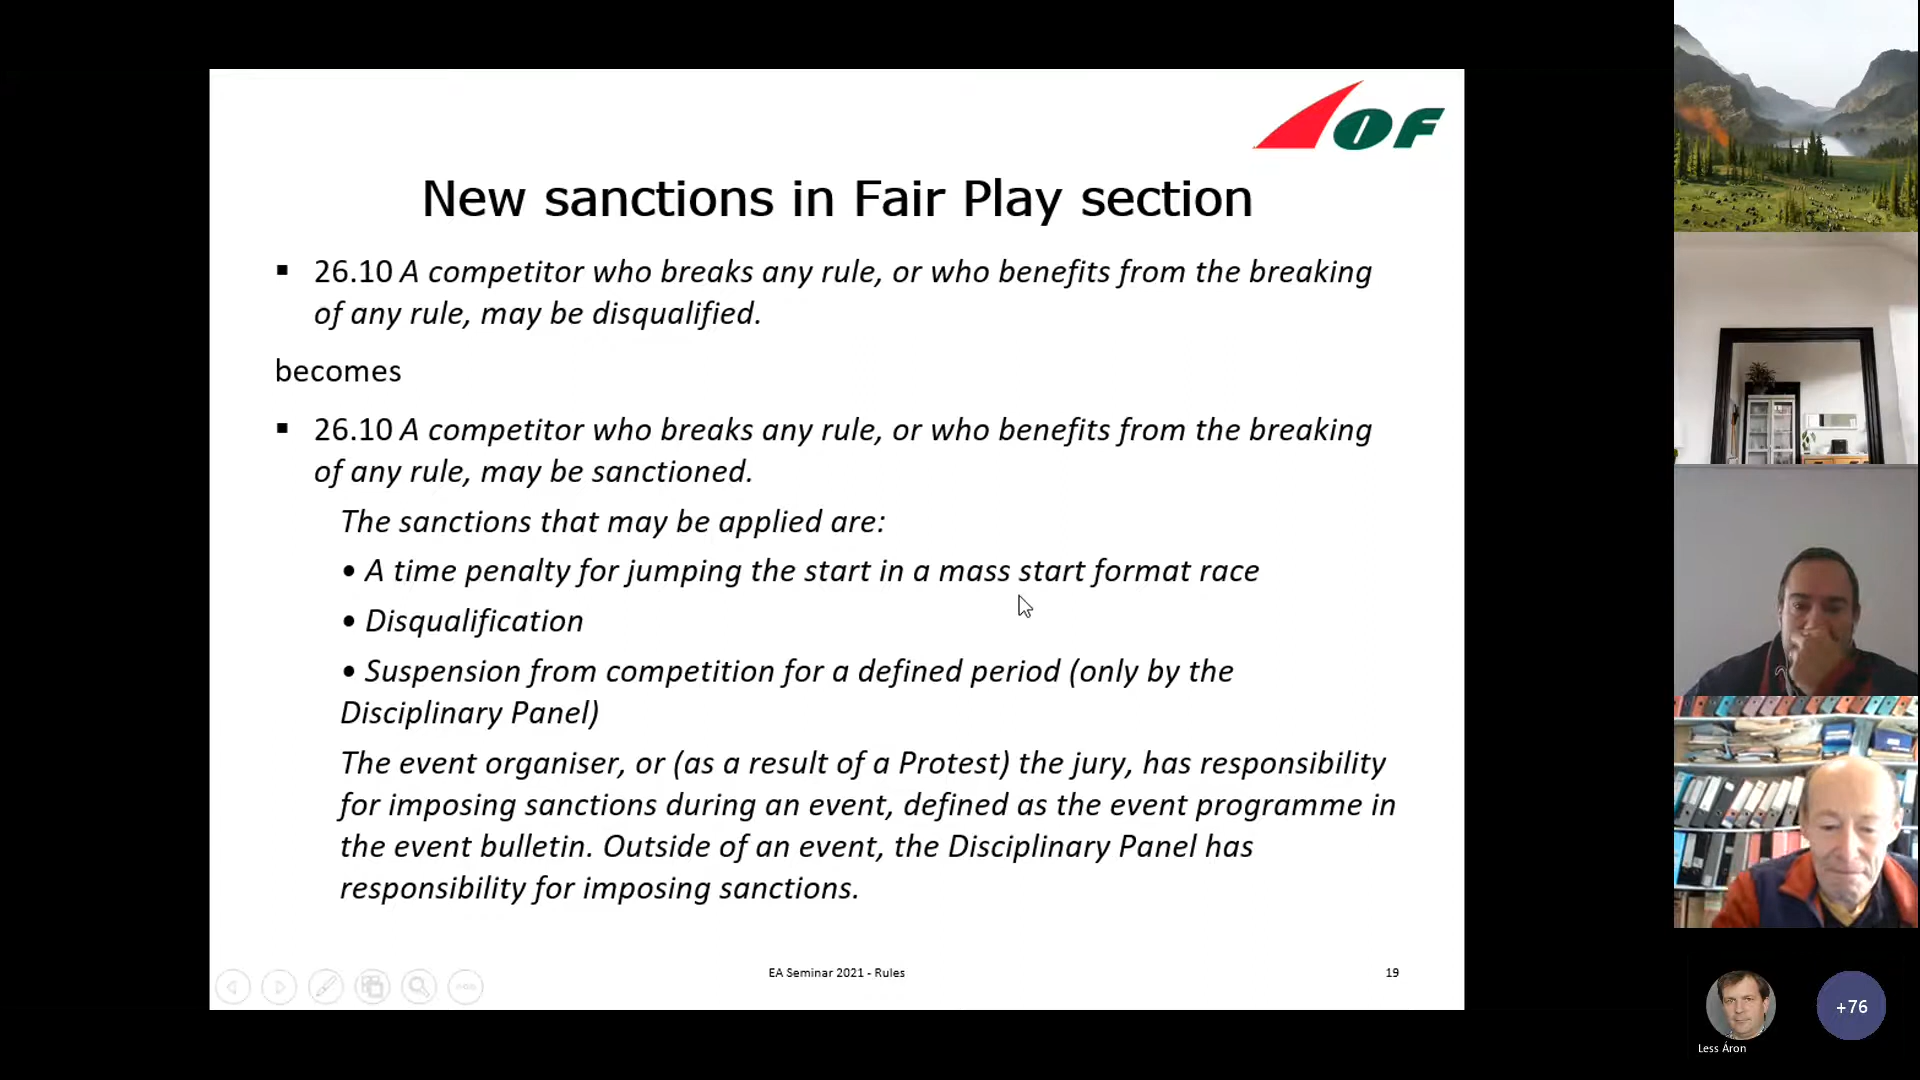 IOF
New sanctions in Fair Play section
▪ 26.10 A competitor who breaks any rule, or who benefits from the breaking
of any rule, may be disqualified.
becomes
▪ 26.10 A competitor who breaks any rule, or who benefits from the breaking
of any rule, may be sanctioned.
The sanctions that may be applied are:
• A time penalty for jumping the start in a mass start format race
• Disqualification
• Suspension from competition for a defined period (only by the
Disciplinary Panel)
The event organiser, or (as a result of a Protest) the jury, has responsibility
for imposing sanctions during an event, defined as the event programme in
the event bulletin. Outside of an event, the Disciplinary Panel has
responsibility for imposing sanctions.
EA Seminar 2021 - Rules
19
+76
Less Áron